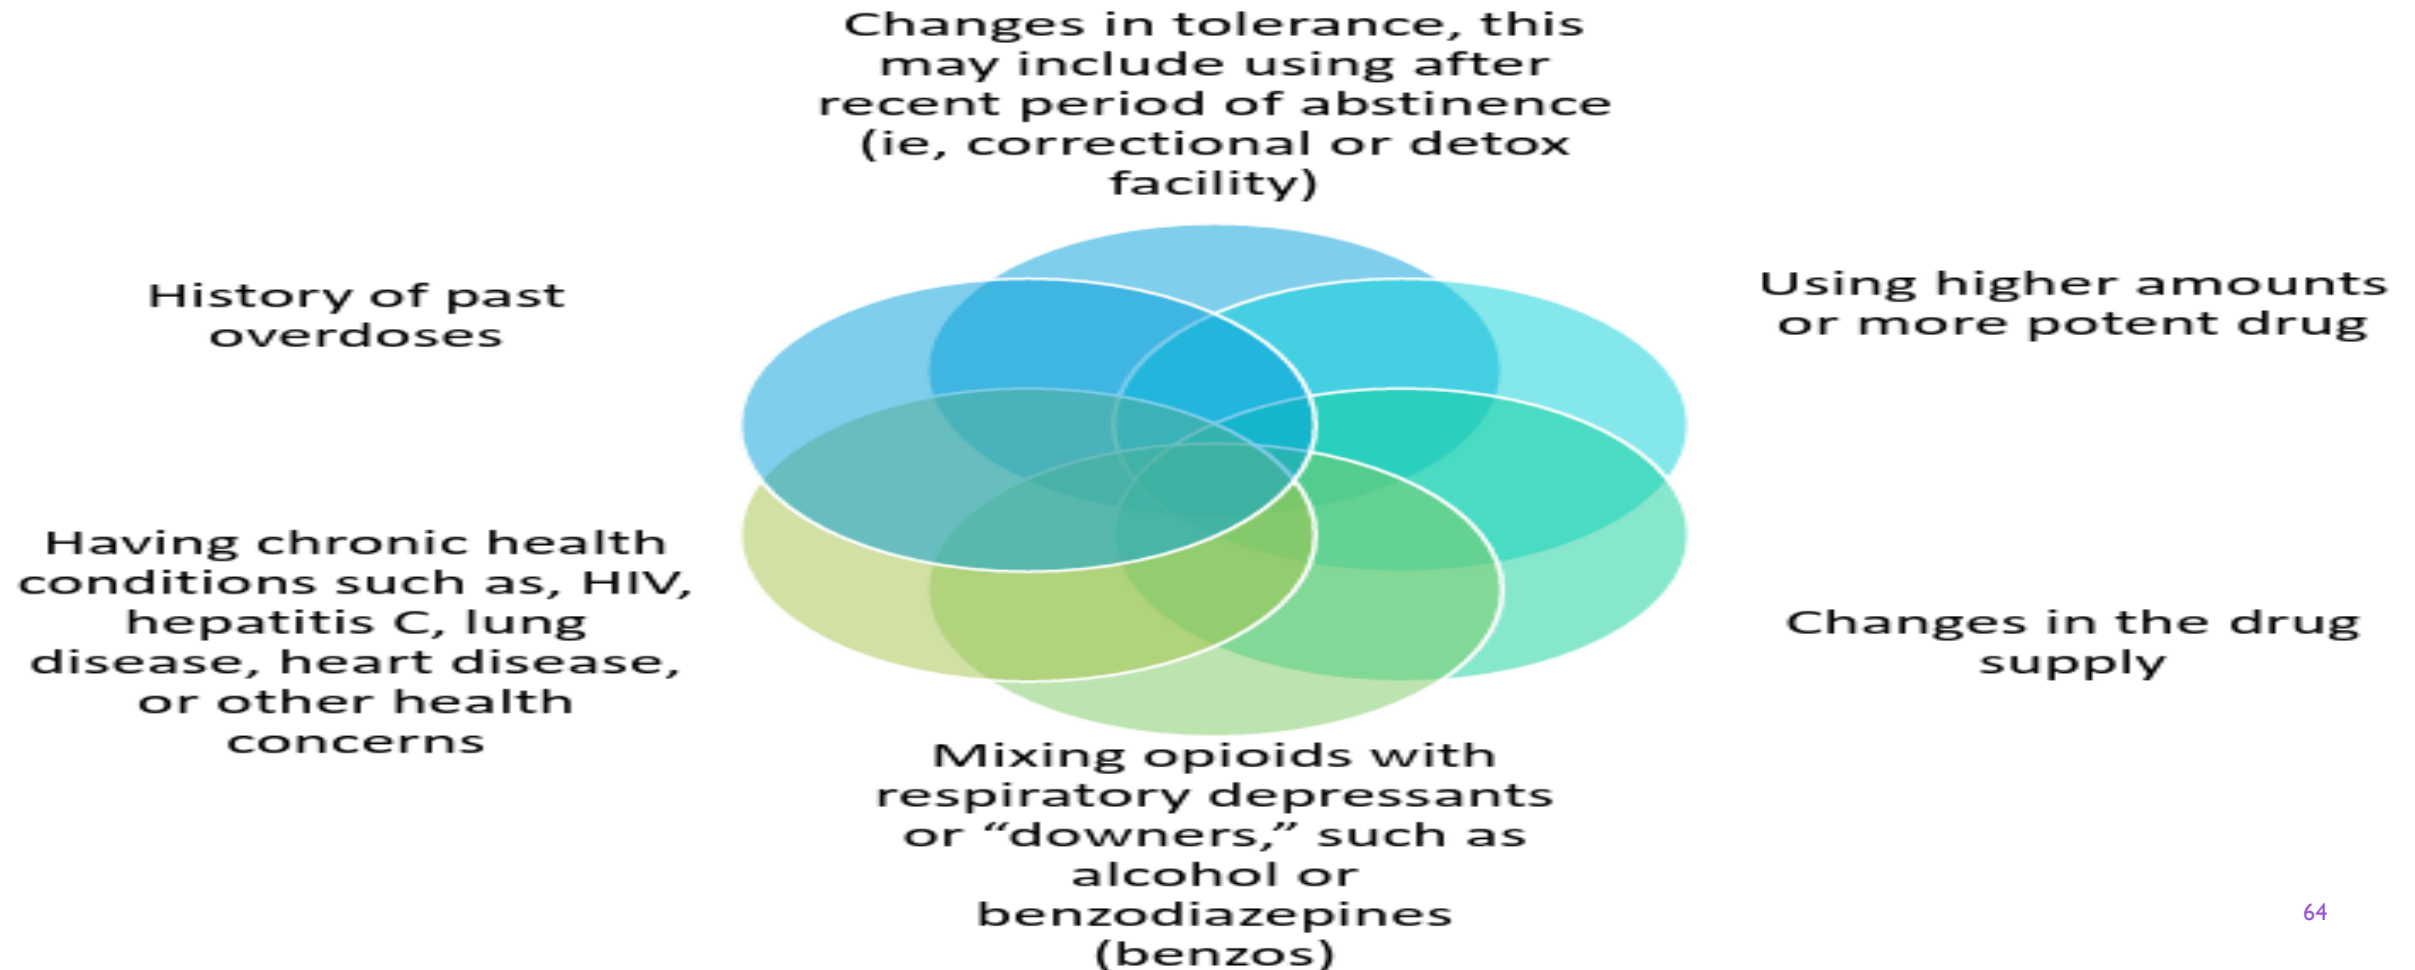 Changes in tolerance, this
may include using after
recent period of abstinence
(ie, correctional or detox
facility)
Using higher amounts
or more potent drug
Changes in the drug
supply
Mixing opioids with
respiratory depressants
or “downers,” such as
alcohol or
benzodiazepines
(benzos)
Having chronic health
conditions such as, HIV,
hepatitis C, lung
disease, heart disease,
or other health
concerns
History of past
overdoses
64